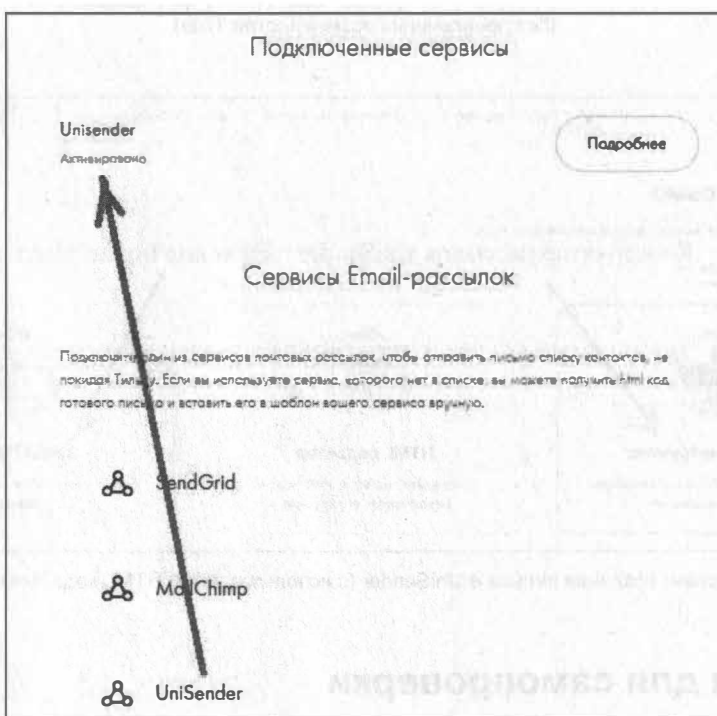 Подключенные сервисы
Unisender
Активировано
Подробнее
Сервисы Email-рассылок
Подключите один из сервисов почтовых рассылок, чтобы отправить письмо списку контактов, не
покидая Тильду. Если вы используете сервис, которого нет в списке, вы можете получить html код
готового письма и вставить его в шаблон вашего сервиса вручную.
SendGrid
MailChimp
UniSender